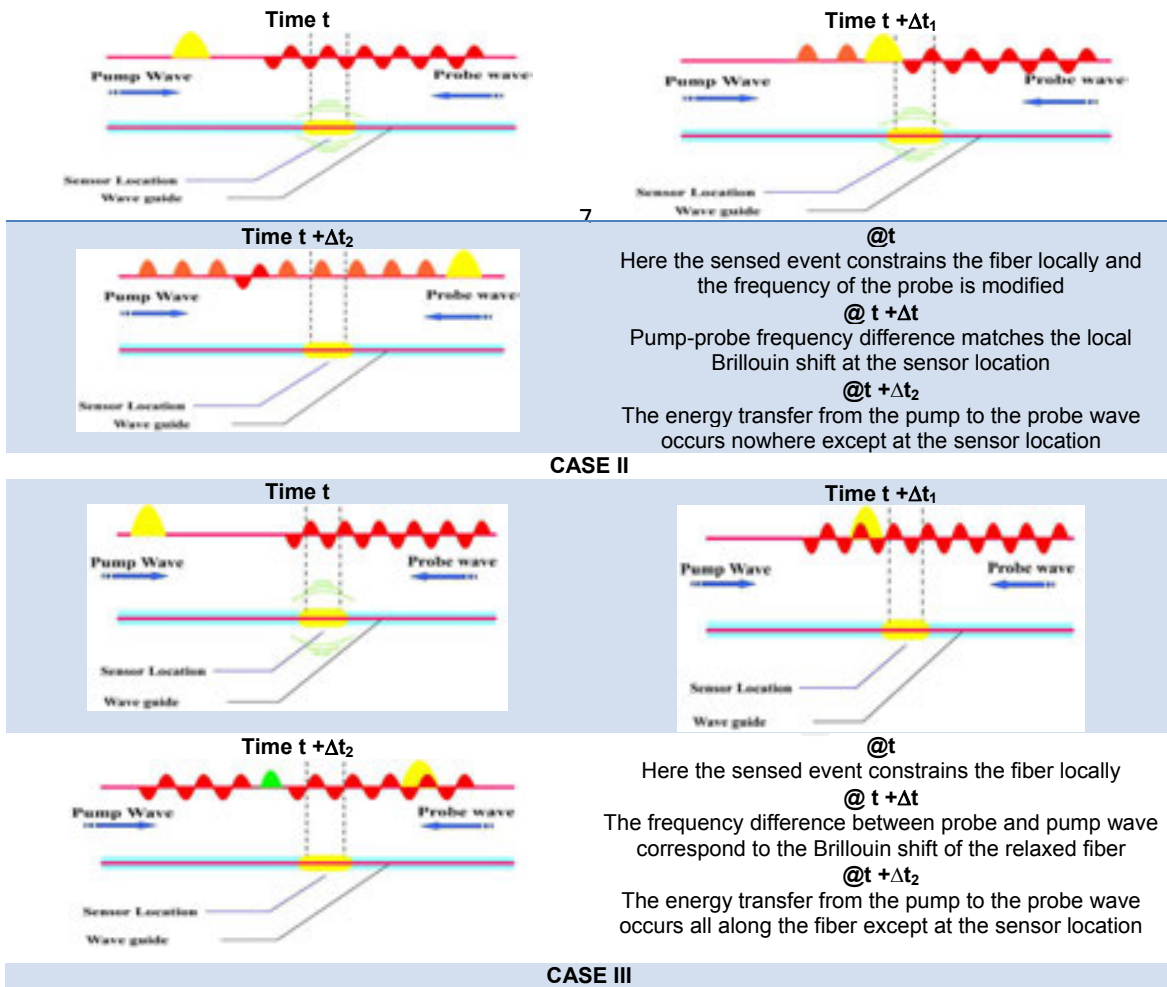 Time t
Time t +Δt₁
Pump Wave
Probe wave
Pump Wave
Probe wave
Sensor Location
Wave guide
Sensor Location
Wave guide
7
Time t +Δt₂
Pump Wave
Probe wave
Sensor Location
Wave guide
@t
Here the sensed event constrains the fiber locally and
the frequency of the probe is modified
@ t +Δt
Pump-probe frequency difference matches the local
Brillouin shift at the sensor location
@t +Δt₂
The energy transfer from the pump to the probe wave
occurs nowhere except at the sensor location
CASE II
Time t
Pump Wave
Probe wave
Sensor Location
Wave guide
Time t +Δt₁
Pump Wave
Probe wave
Sensor Location
Wave guide
Time t +Δt₂
Pump Wave
Probe wave
Sensor Location
Wave guide
@t
Here the sensed event constrains the fiber locally
@ t +Δt
The frequency difference between probe and pump wave
correspond to the Brillouin shift of the relaxed fiber
@t +Δt₂
The energy transfer from the pump to the probe wave
occurs all along the fiber except at the sensor location
CASE III